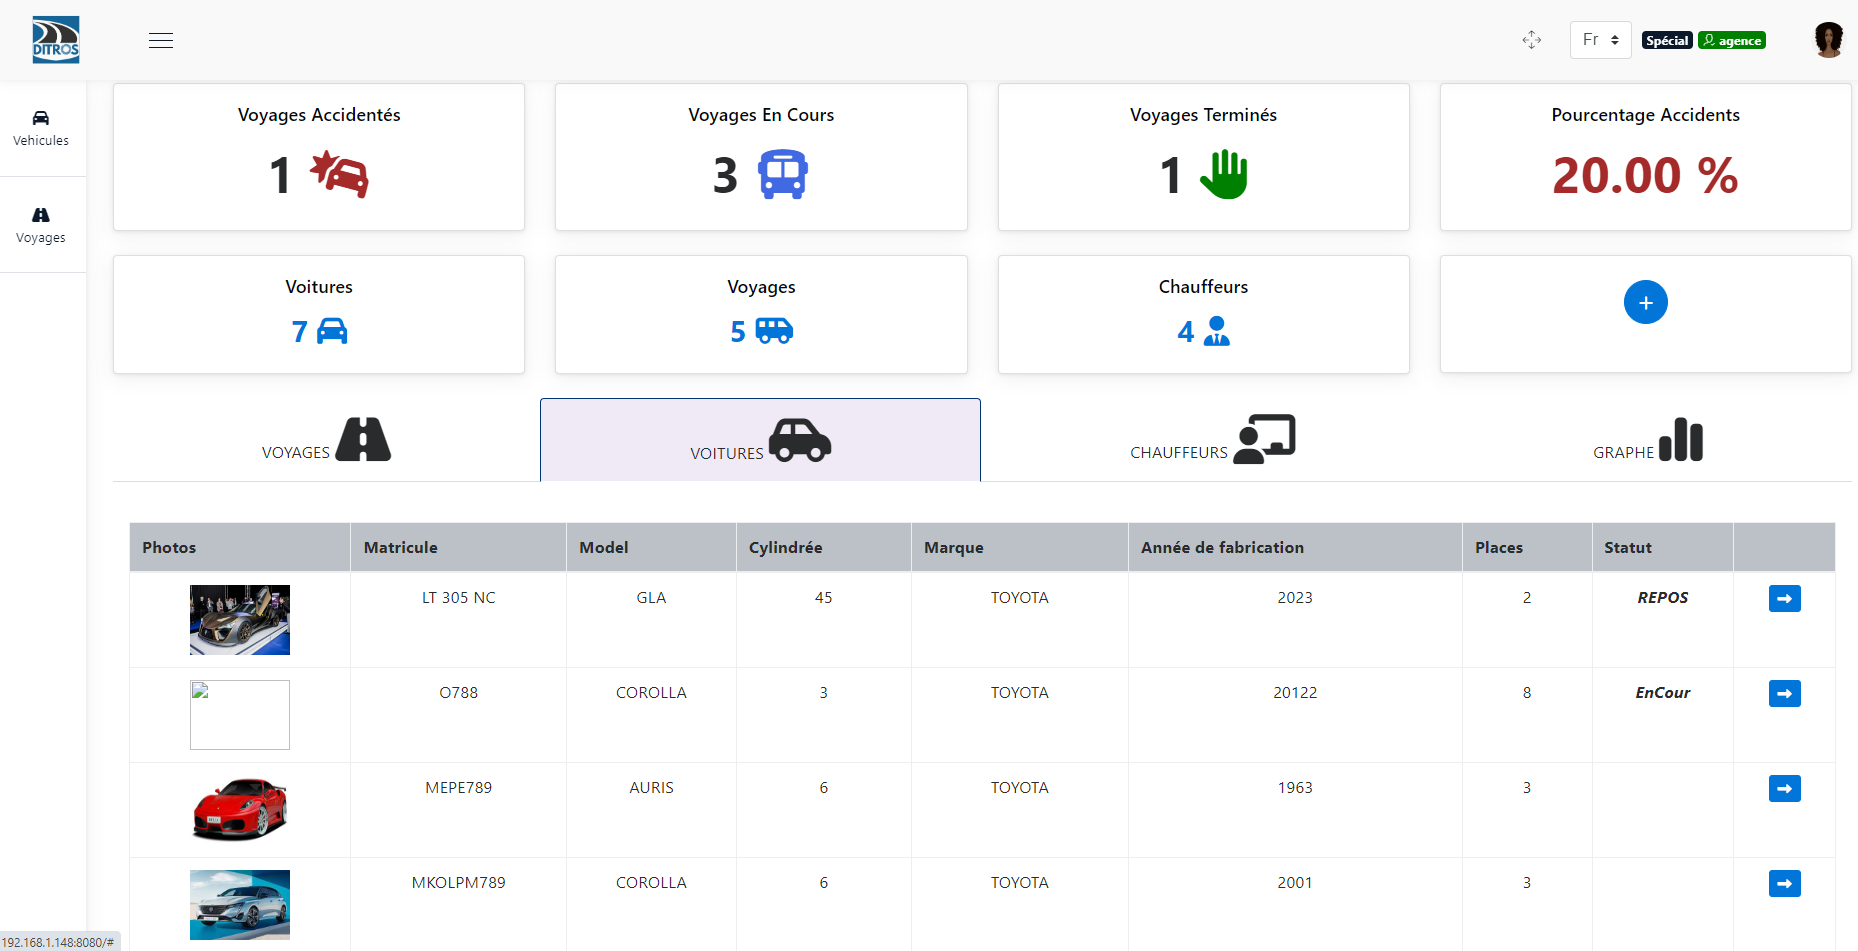 DITROS
Fr
Spécial
agence
Vehicules
Voyages
Voyages Accidentés
1
Voyages En Cours
3
Voyages Terminés
1
Pourcentage Accidents
20.00 %
Voitures
7
Voyages
5
Chauffeurs
4
VOYAGES
VOITURES
CHAUFFEURS
GRAPHE
Photos Matricule Model Cylindrée Marque Année de fabrication Places Statut
LT 305 NC GLA 45 TOYOTA 2023 2 REPOS
O788 COROLLA 3 TOYOTA 20122 8 EnCour
MEPE789 AURIS 6 TOYOTA 1963 3
MKOLPM789 COROLLA 6 TOYOTA 2001 3
192.168.1.148:8080/#